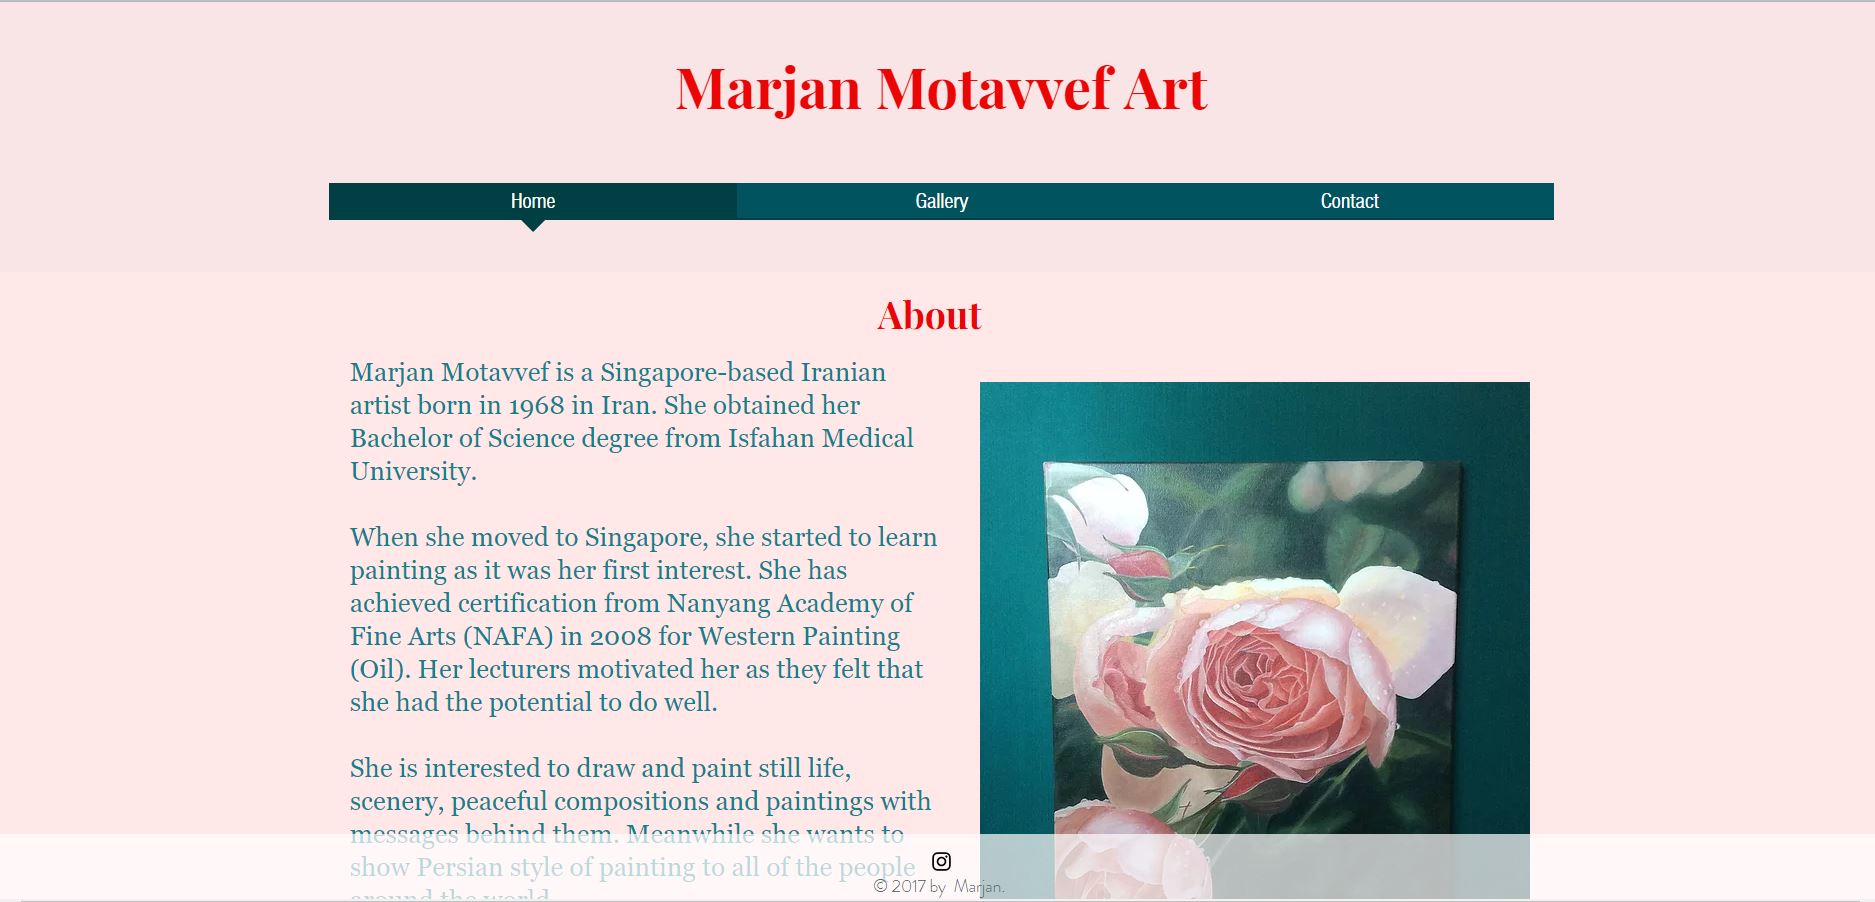 Marjan Motavvef Art
Home
Gallery
Contact
About
Marjan Motavvef is a Singapore-based Iranian
artist born in 1968 in Iran. She obtained her
Bachelor of Science degree from Isfahan Medical
University.
When she moved to Singapore, she started to learn
painting as it was her first interest. She has
achieved certification from Nanyang Academy of
Fine Arts (NAFA) in 2008 for Western Painting
(Oil). Her lecturers motivated her as they felt that
she had the potential to do well.
She is interested to draw and paint still life,
scenery, peaceful compositions and paintings with
messages behind them. Meanwhile she wants to
show Persian style of painting to all of the people
around the world
© 2017 by Marjan.